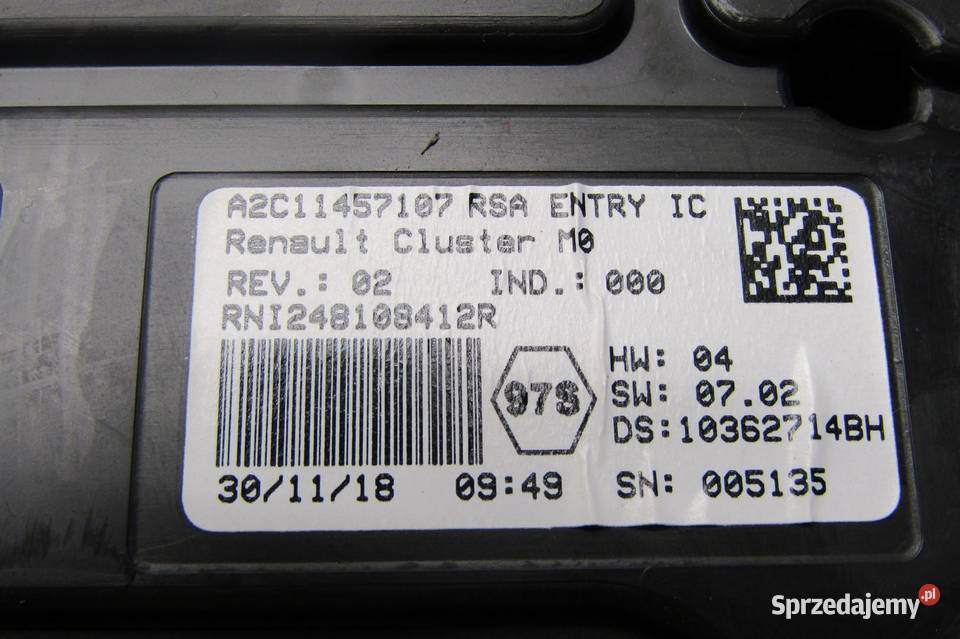 A2C11457107 RSA ENTRY IC
Renault Cluster M0
REV.: 02 IND.: 000
RNI248108412R
97S
HW: 04
SW: 07.02
DS:10362714BH
30/11/18 09:49 SN: 005135
Sprzedajemy.pl